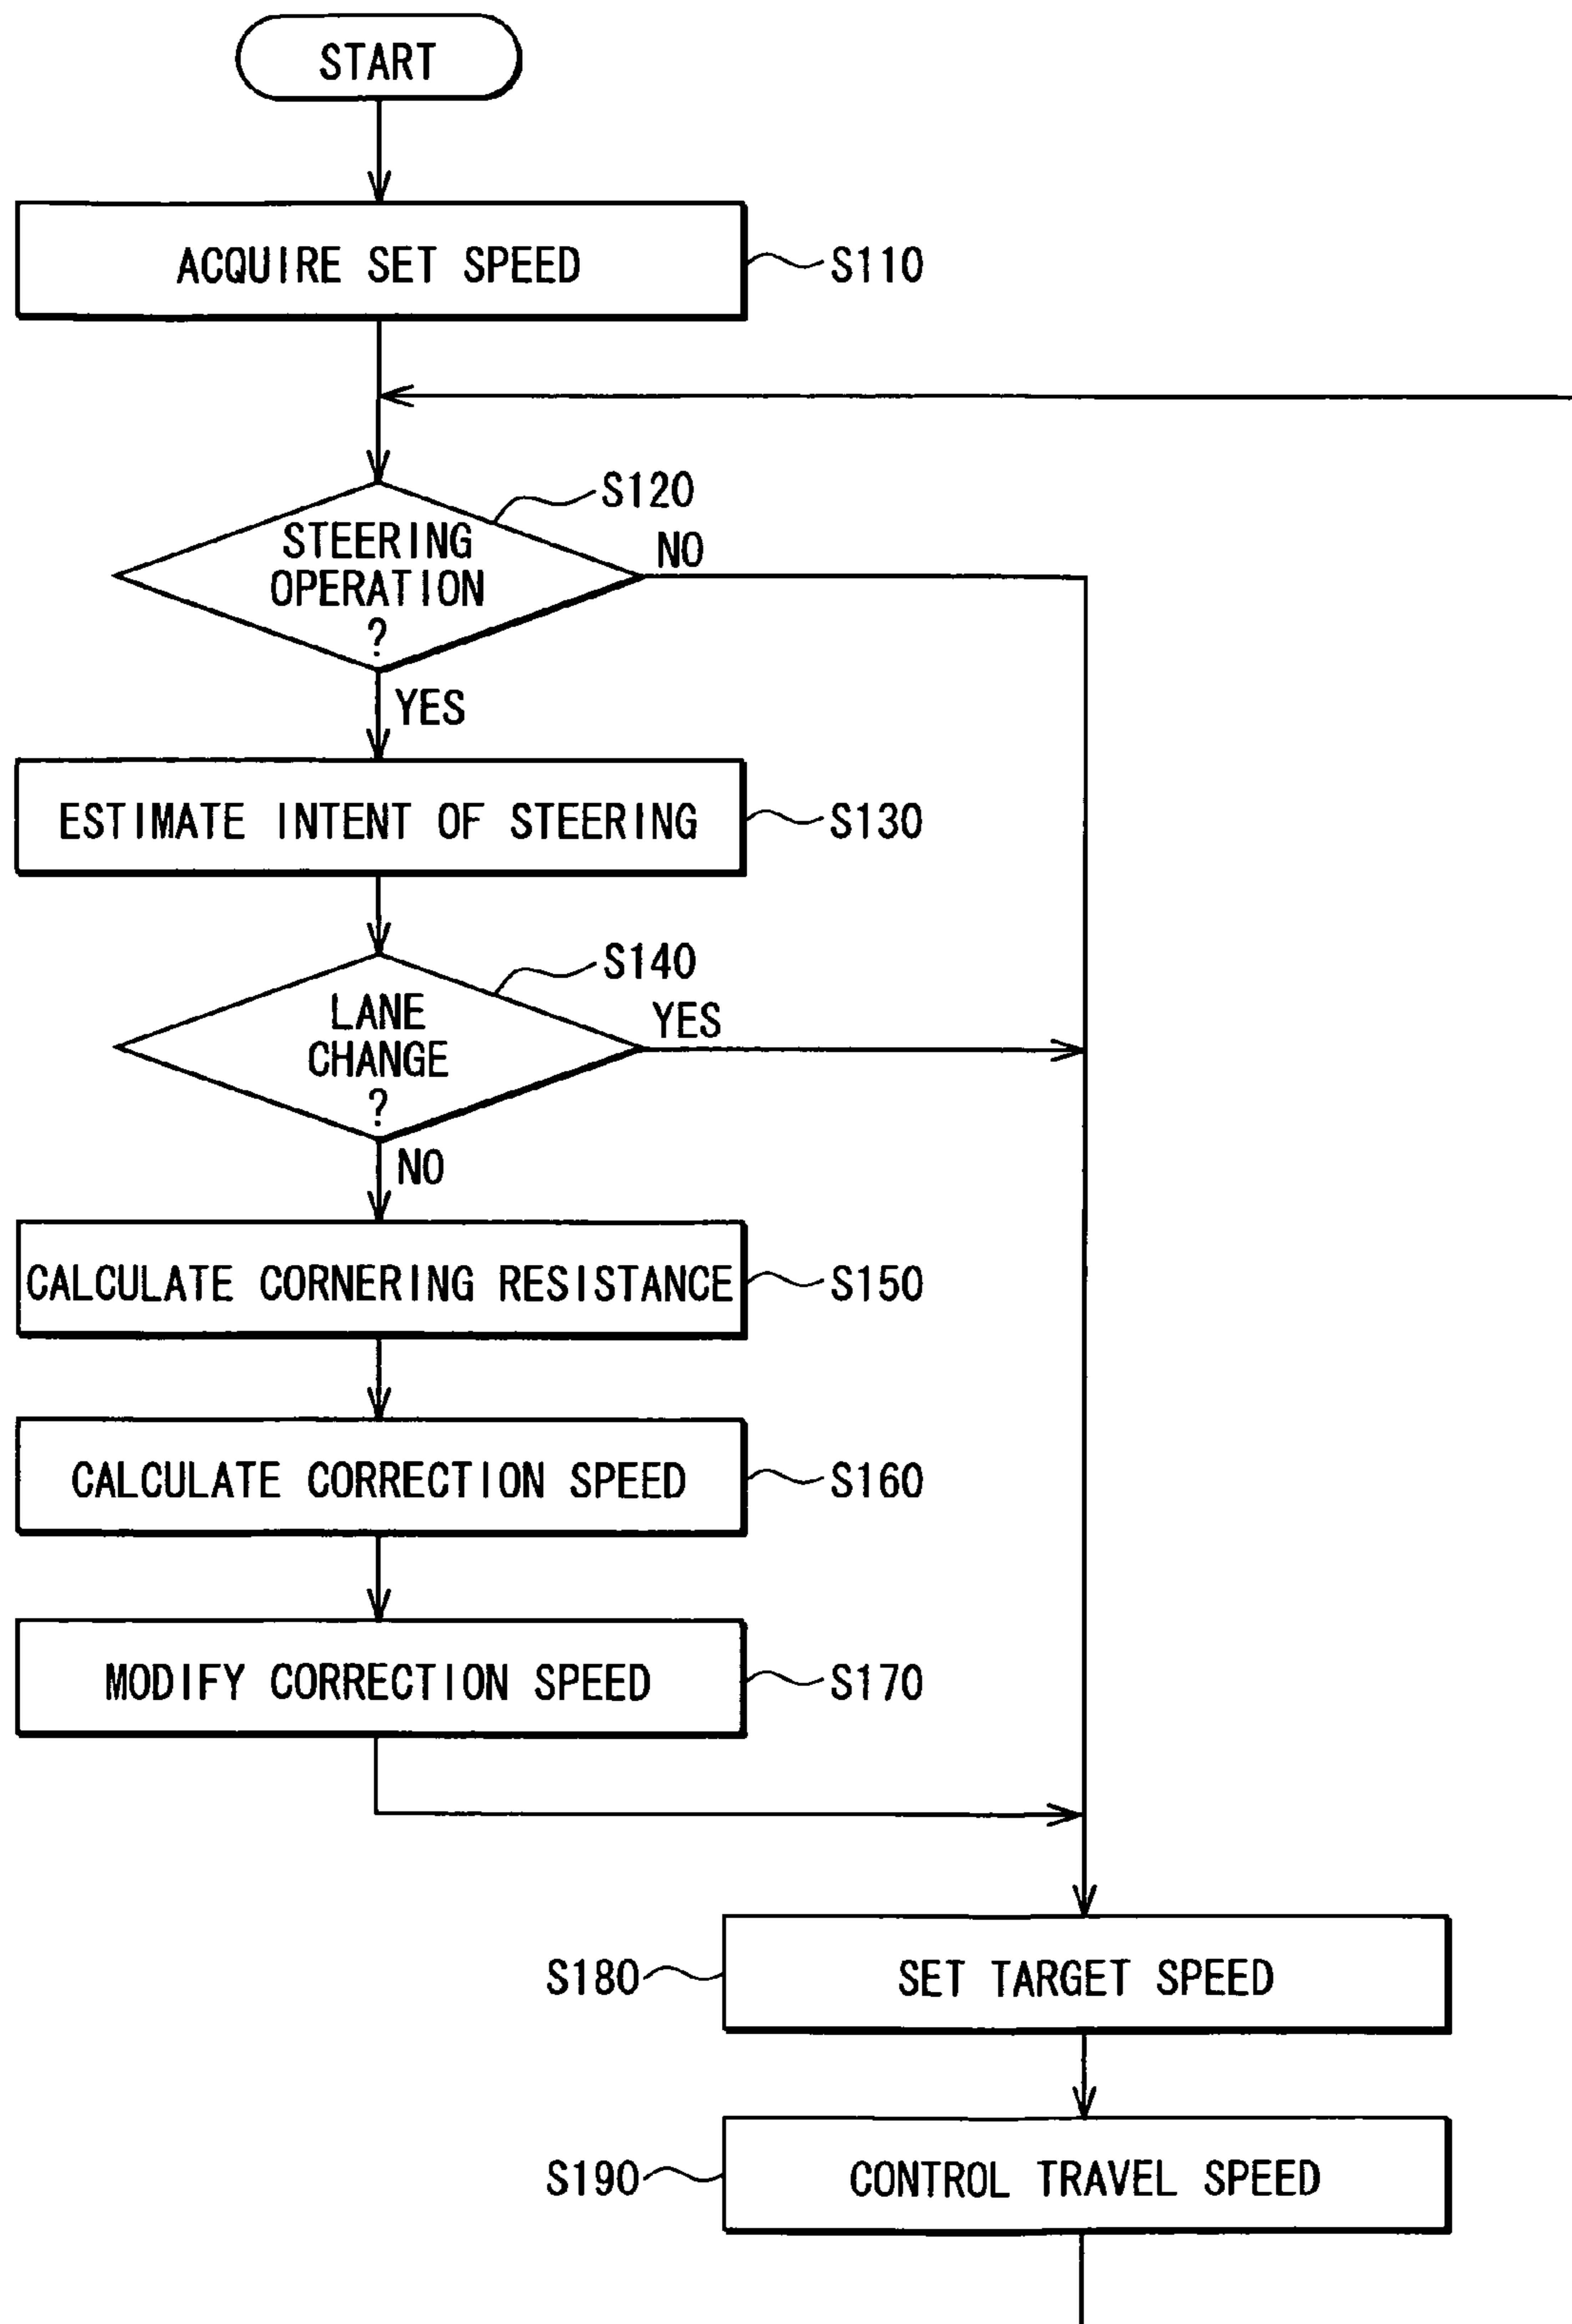 START
ACQUIRE SET SPEED
S110
S120
STEERING
OPERATION
?
NO
YES
ESTIMATE INTENT OF STEERING
S130
S140
LANE
CHANGE
?
YES
NO
CALCULATE CORNERING RESISTANCE
S150
CALCULATE CORRECTION SPEED
S160
MODIFY CORRECTION SPEED
S170
S180
SET TARGET SPEED
S190
CONTROL TRAVEL SPEED